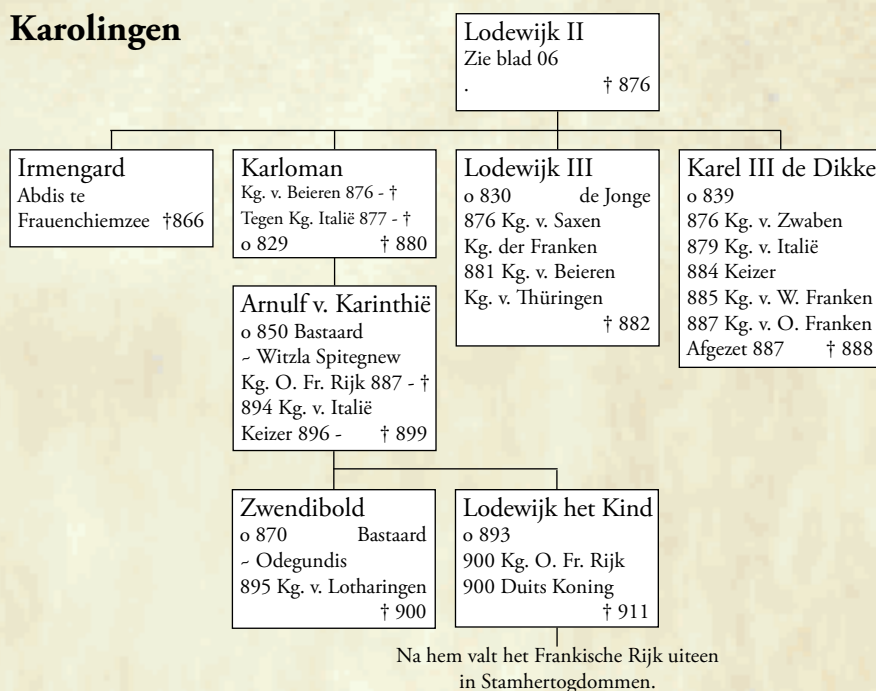 Karolingen
Lodewijk II
Zie blad 06
. † 876
Irmengard
Abdis te
Frauenchiemzee †866
Karloman
Kg. v. Beieren 876 - †
Tegen Kg. Italië 877 - †
o 829 † 880
Lodewijk III
o 830 de Jonge
876 Kg. v. Saxen
Kg. der Franken
881 Kg. v. Beieren
Kg. v. Thüringen
† 882
Karel III de Dikke
o 839
876 Kg. v. Zwaben
879 Kg. v. Italië
884 Keizer
885 Kg. v. W. Franken
887 Kg. v. O. Franken
Afgezet 887 † 888
Arnulf v. Karinthië
o 850 Bastaard
~ Witzla Spitegnew
Kg. O. Fr. Rijk 887 - †
894 Kg. v. Italië
Keizer 896 - † 899
Zwendibold
o 870 Bastaard
~ Odegundis
895 Kg. v. Lotharingen
† 900
Lodewijk het Kind
o 893
900 Kg. O. Fr. Rijk
900 Duits Koning
† 911
Na hem valt het Frankische Rijk uiteen
in Stamhertogdommen.